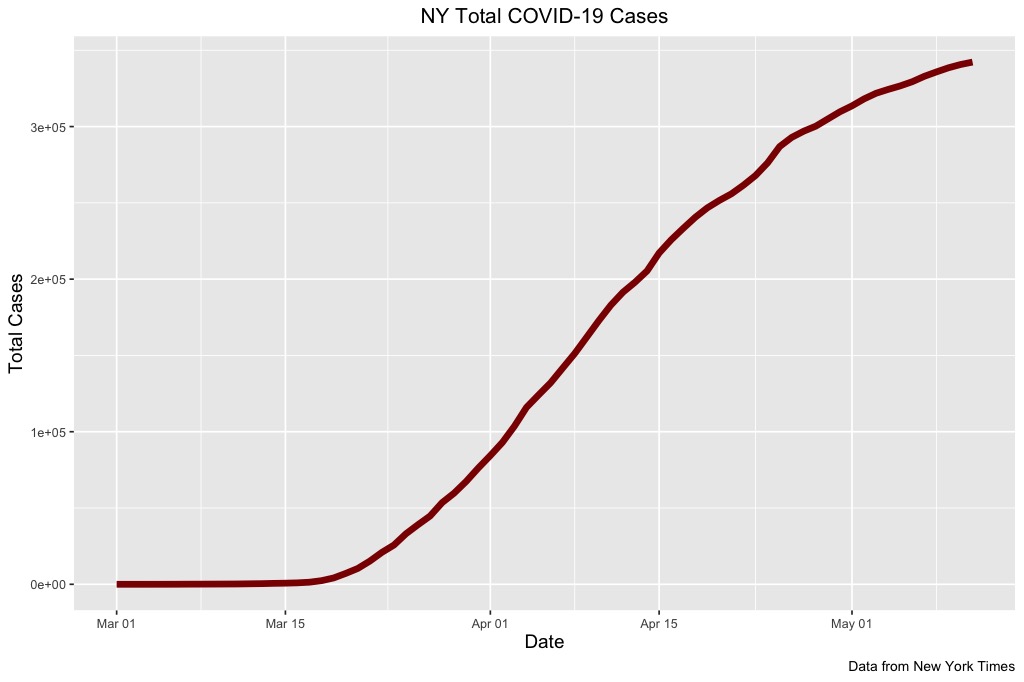 NY Total COVID-19 Cases
Total Cases
3e+05
2e+05
1e+05
0e+00
Mar 01 Mar 15 Apr 01 Apr 15 May 01
Date
Data from New York Times